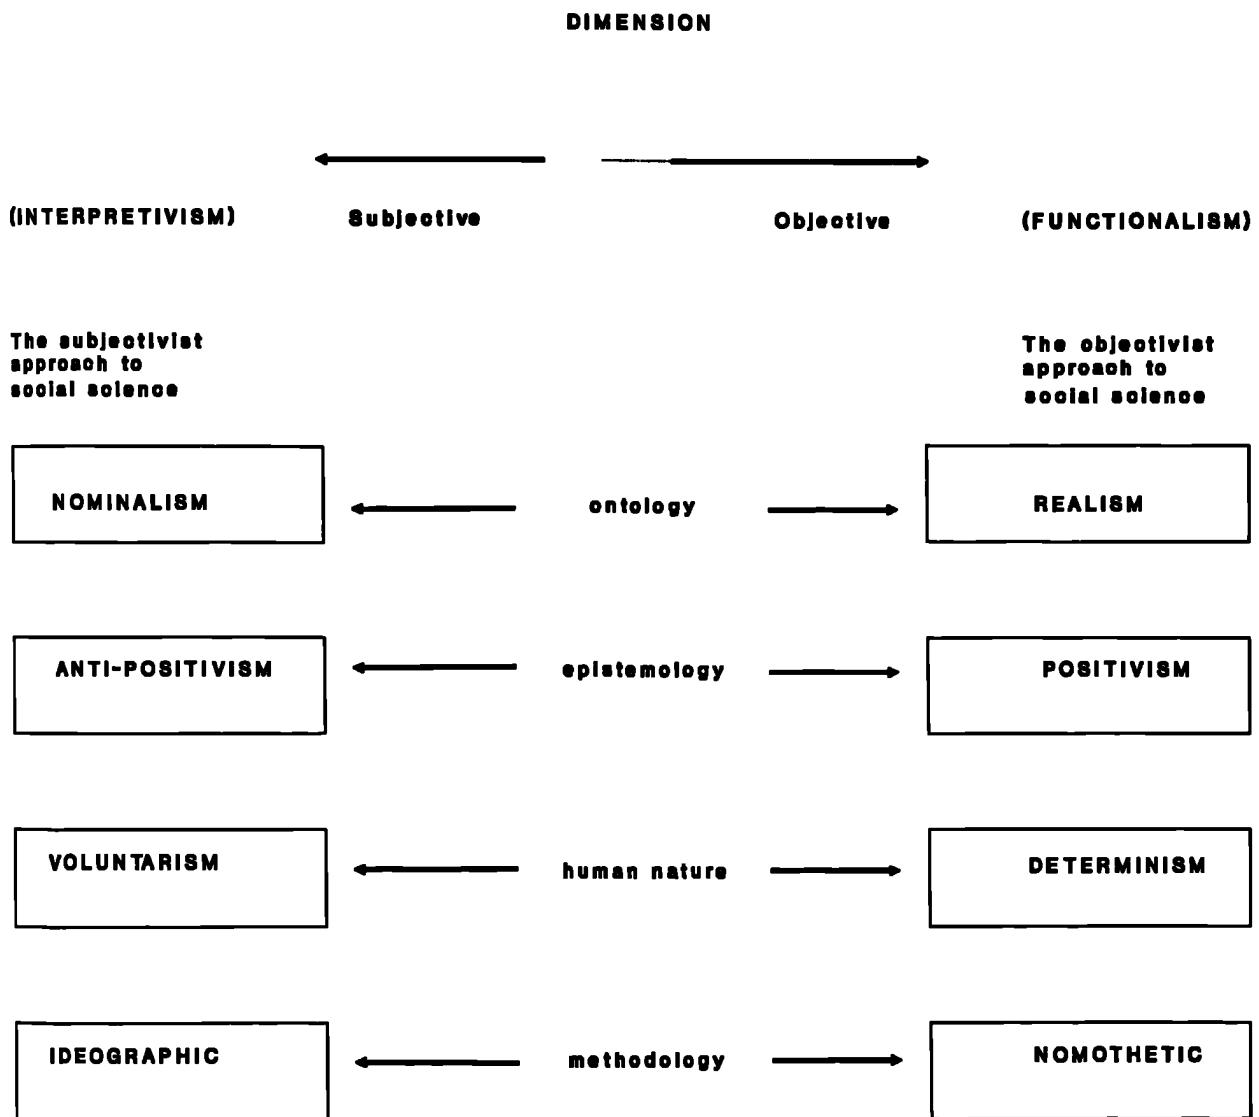 DIMENSION
(INTERPRETIVISM) Subjective Objective (FUNCTIONALISM)
The subjectivist
approach to
social science
The objectivist
approach to
social science
NOMINALISM ontology REALISM
ANTI-POSITIVISM epistemology POSITIVISM
VOLUNTARISM human nature DETERMINISM
IDEOGRAPHIC methodology NOMOTHETIC